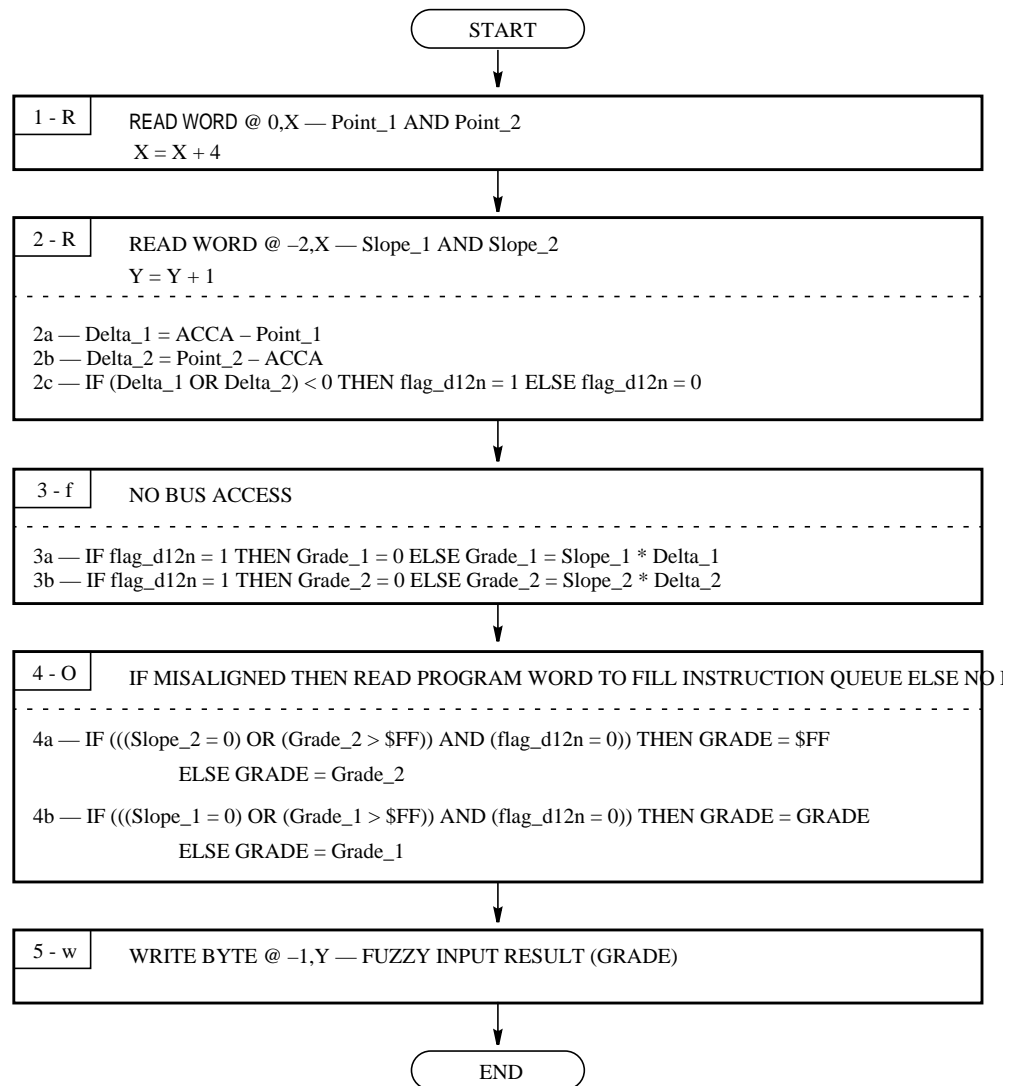 START
1 - R
READ WORD @ 0,X — Point_1 AND Point_2
X = X + 4
2 - R
READ WORD @ –2,X — Slope_1 AND Slope_2
Y = Y + 1
2a — Delta_1 = ACCA – Point_1
2b — Delta_2 = Point_2 – ACCA
2c — IF (Delta_1 OR Delta_2) < 0 THEN flag_d12n = 1 ELSE flag_d12n = 0
3 - f
NO BUS ACCESS
3a — IF flag_d12n = 1 THEN Grade_1 = 0 ELSE Grade_1 = Slope_1 * Delta_1
3b — IF flag_d12n = 1 THEN Grade_2 = 0 ELSE Grade_2 = Slope_2 * Delta_2
4 - O
IF MISALIGNED THEN READ PROGRAM WORD TO FILL INSTRUCTION QUEUE ELSE NO
4a — IF (((Slope_2 = 0) OR (Grade_2 > $FF)) AND (flag_d12n = 0)) THEN GRADE = $FF
ELSE GRADE = Grade_2
4b — IF (((Slope_1 = 0) OR (Grade_1 > $FF)) AND (flag_d12n = 0)) THEN GRADE = GRADE
ELSE GRADE = Grade_1
5 - w
WRITE BYTE @ –1,Y — FUZZY INPUT RESULT (GRADE)
END